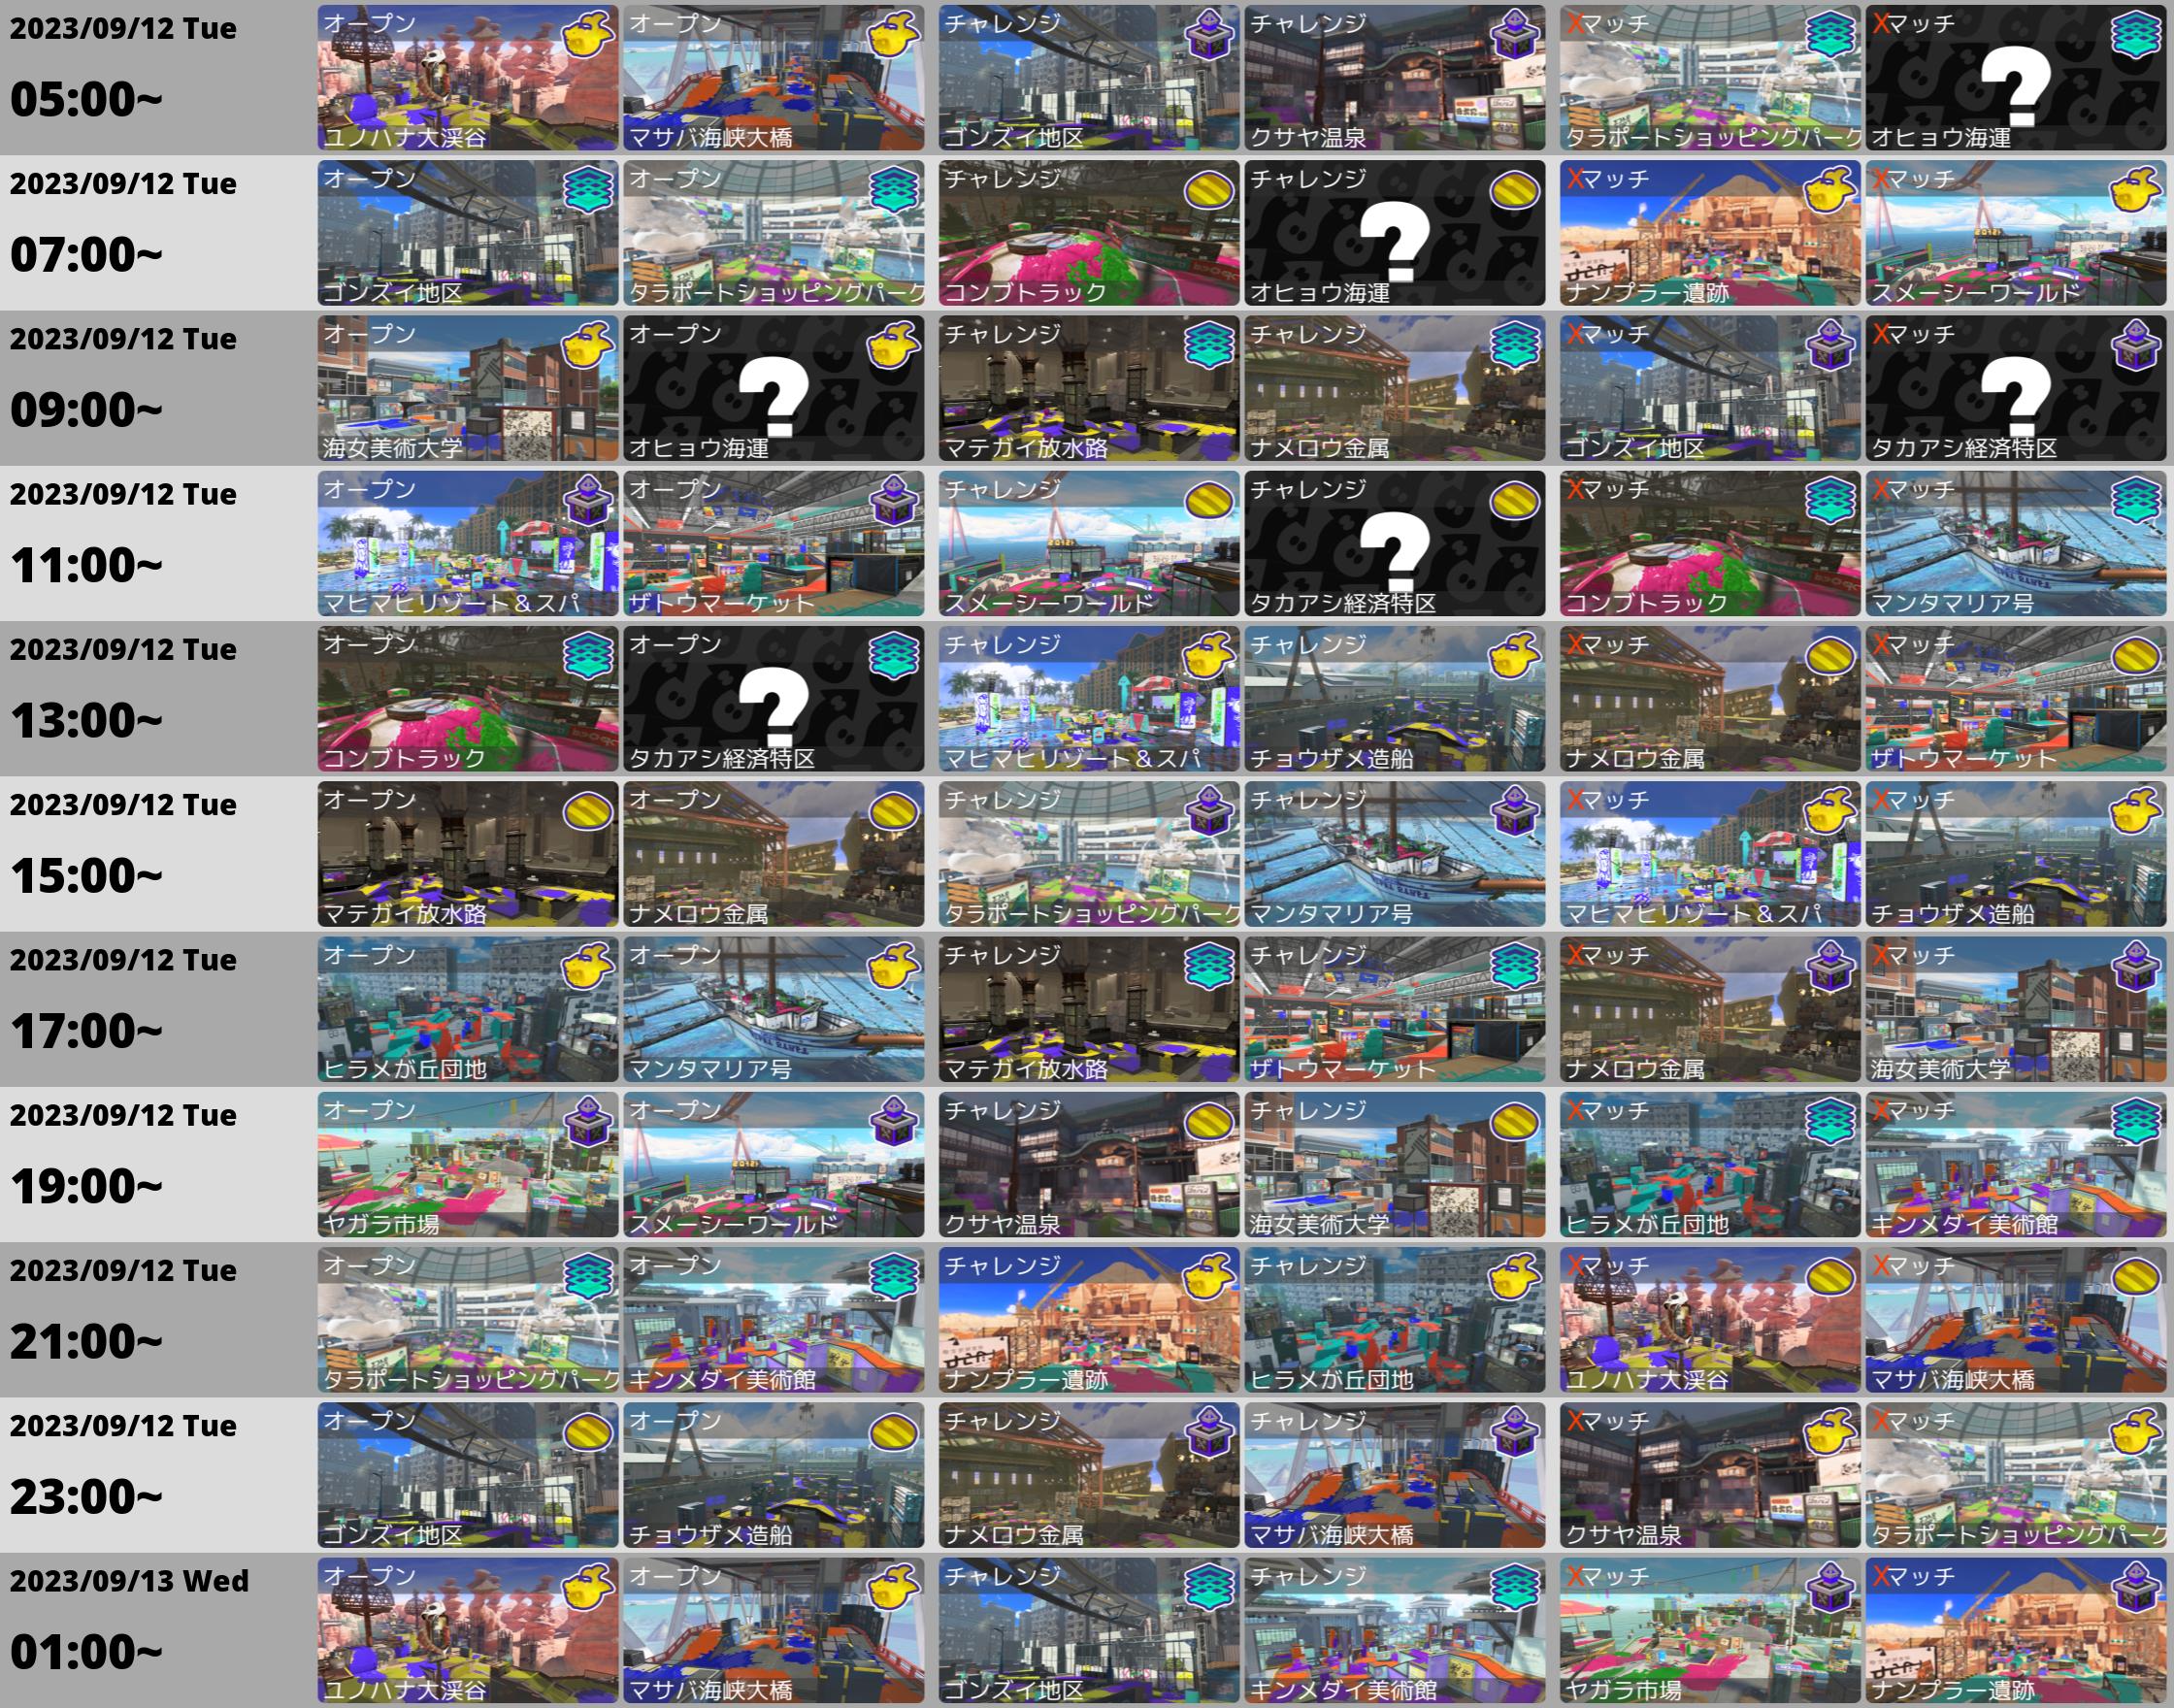 2023/09/12 Tue
05:00~
オープン
ユノハナ大渓谷
オープン
マサバ海峡大橋
チャレンジ
ゴンズイ地区
チャレンジ
クサヤ温泉
Xマッチ
タラポートショッピングパーク
Xマッチ
オヒョウ海運
2023/09/12 Tue
07:00~
オープン
ゴンズイ地区
オープン
タラポートショッピングパーク
チャレンジ
コンブトラック
チャレンジ
オヒョウ海運
Xマッチ
ナンプラー遺跡
Xマッチ
スメーシーワールド
2023/09/12 Tue
09:00~
オープン
海女美術大学
オープン
オヒョウ海運
チャレンジ
マテガイ放水路
チャレンジ
ナメロウ金属
Xマッチ
ゴンズイ地区
Xマッチ
タカアシ経済特区
2023/09/12 Tue
11:00~
オープン
マヒマヒリゾート＆スパ
オープン
ザトウマーケット
チャレンジ
スメーシーワールド
チャレンジ
タカアシ経済特区
Xマッチ
コンブトラック
Xマッチ
マンタマリア号
2023/09/12 Tue
13:00~
オープン
コンブトラック
オープン
タカアシ経済特区
チャレンジ
マヒマヒリゾート＆スパ
チャレンジ
チョウザメ造船
Xマッチ
ナメロウ金属
Xマッチ
ザトウマーケット
2023/09/12 Tue
15:00~
オープン
マテガイ放水路
オープン
ナメロウ金属
チャレンジ
タラポートショッピングパーク
チャレンジ
マンタマリア号
Xマッチ
マヒマヒリゾート＆スパ
Xマッチ
チョウザメ造船
2023/09/12 Tue
17:00~
オープン
ヒラメが丘団地
オープン
マンタマリア号
チャレンジ
マテガイ放水路
チャレンジ
ザトウマーケット
Xマッチ
ナメロウ金属
Xマッチ
海女美術大学
2023/09/12 Tue
19:00~
オープン
ヤガラ市場
オープン
スメーシーワールド
チャレンジ
クサヤ温泉
チャレンジ
海女美術大学
Xマッチ
ヒラメが丘団地
Xマッチ
キンメダイ美術館
2023/09/12 Tue
21:00~
オープン
タラポートショッピングパーク
オープン
キンメダイ美術館
チャレンジ
ナンプラー遺跡
チャレンジ
ヒラメが丘団地
Xマッチ
ユノハナ大渓谷
Xマッチ
マサバ海峡大橋
2023/09/12 Tue
23:00~
オープン
ゴンズイ地区
オープン
チョウザメ造船
チャレンジ
ナメロウ金属
チャレンジ
マサバ海峡大橋
Xマッチ
クサヤ温泉
Xマッチ
タラポートショッピングパーク
2023/09/13 Wed
01:00~
オープン
ユノハナ大渓谷
オープン
マサバ海峡大橋
チャレンジ
ゴンズイ地区
チャレンジ
キンメダイ美術館
Xマッチ
ヤガラ市場
Xマッチ
ナンプラー遺跡